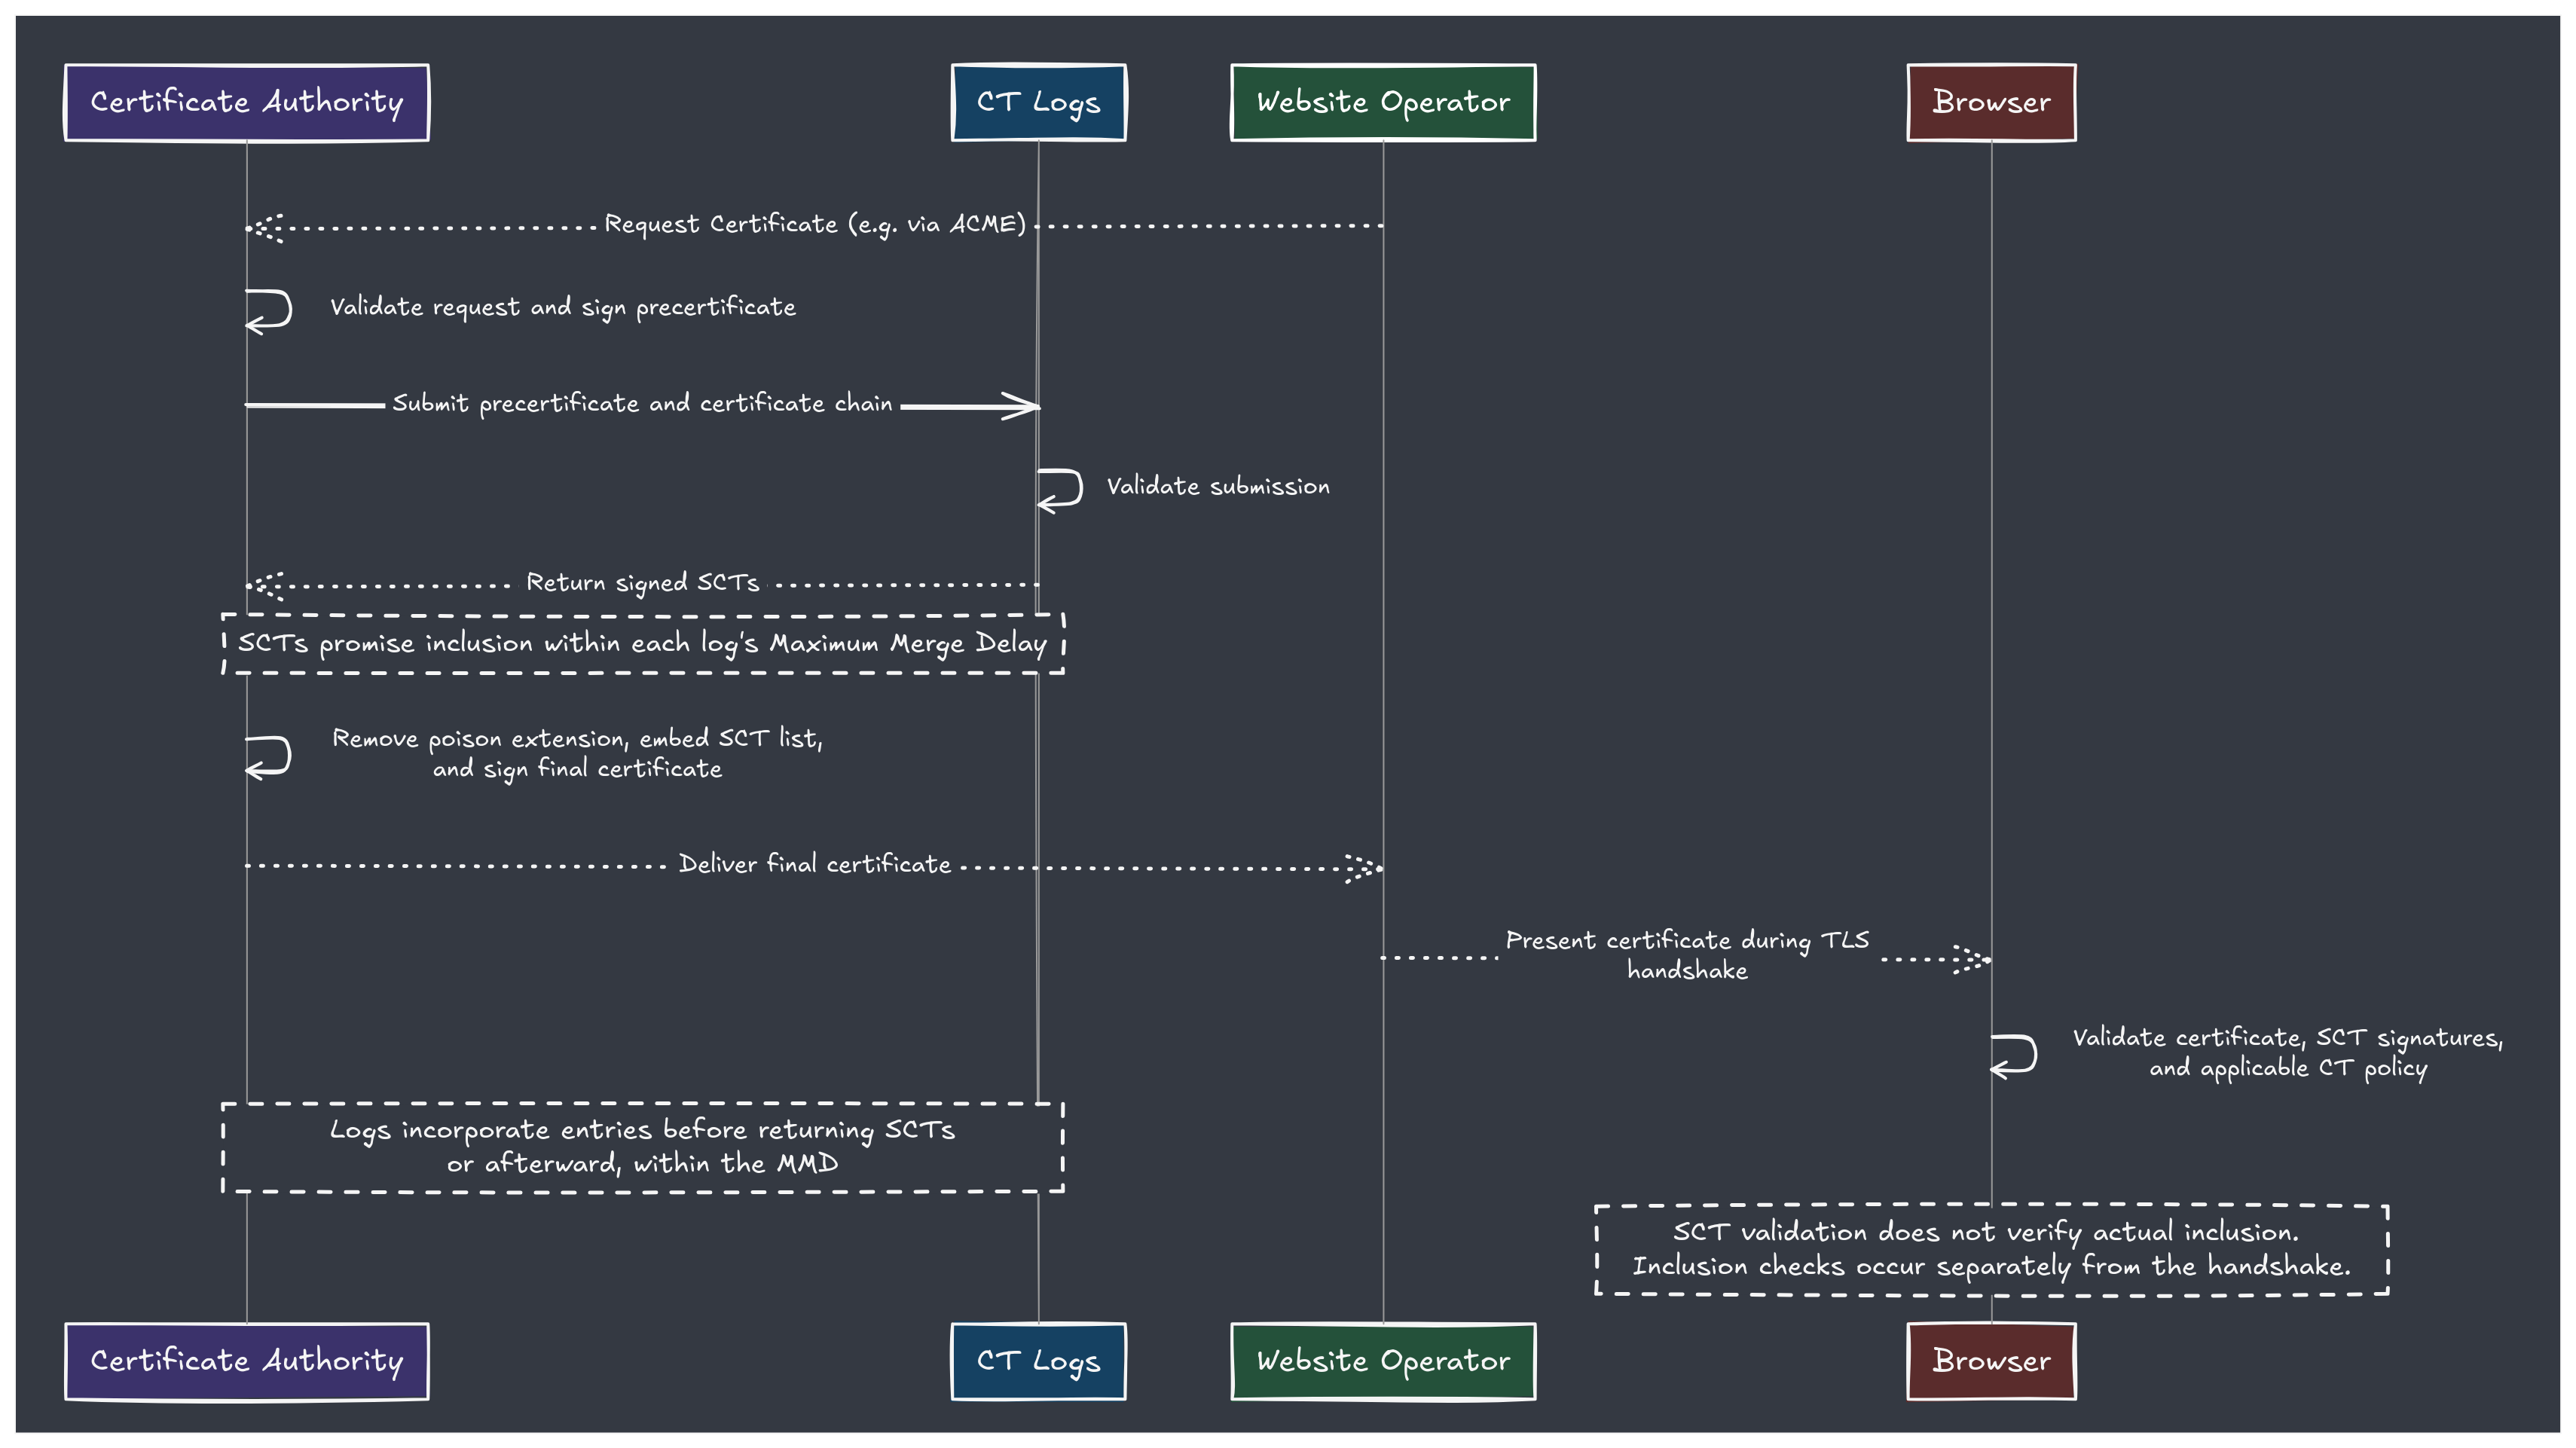 Certificate Authority
CT Logs
Website Operator
Browser
Request Certificate (e.g. via ACME)
Validate request and sign precertificate
Submit precertificate and certificate chain
Validate submission
Return signed SCTs
SCTs promise inclusion within each log's Maximum Merge Delay
Remove poison extension, embed SCT list,
and sign final certificate
Deliver final certificate
Present certificate during TLS
handshake
Validate certificate, SCT signatures,
and applicable CT policy
Logs incorporate entries before returning SCTs
or afterward, within the MMD
SCT validation does not verify actual inclusion.
Inclusion checks occur separately from the handshake.
Certificate Authority
CT Logs
Website Operator
Browser